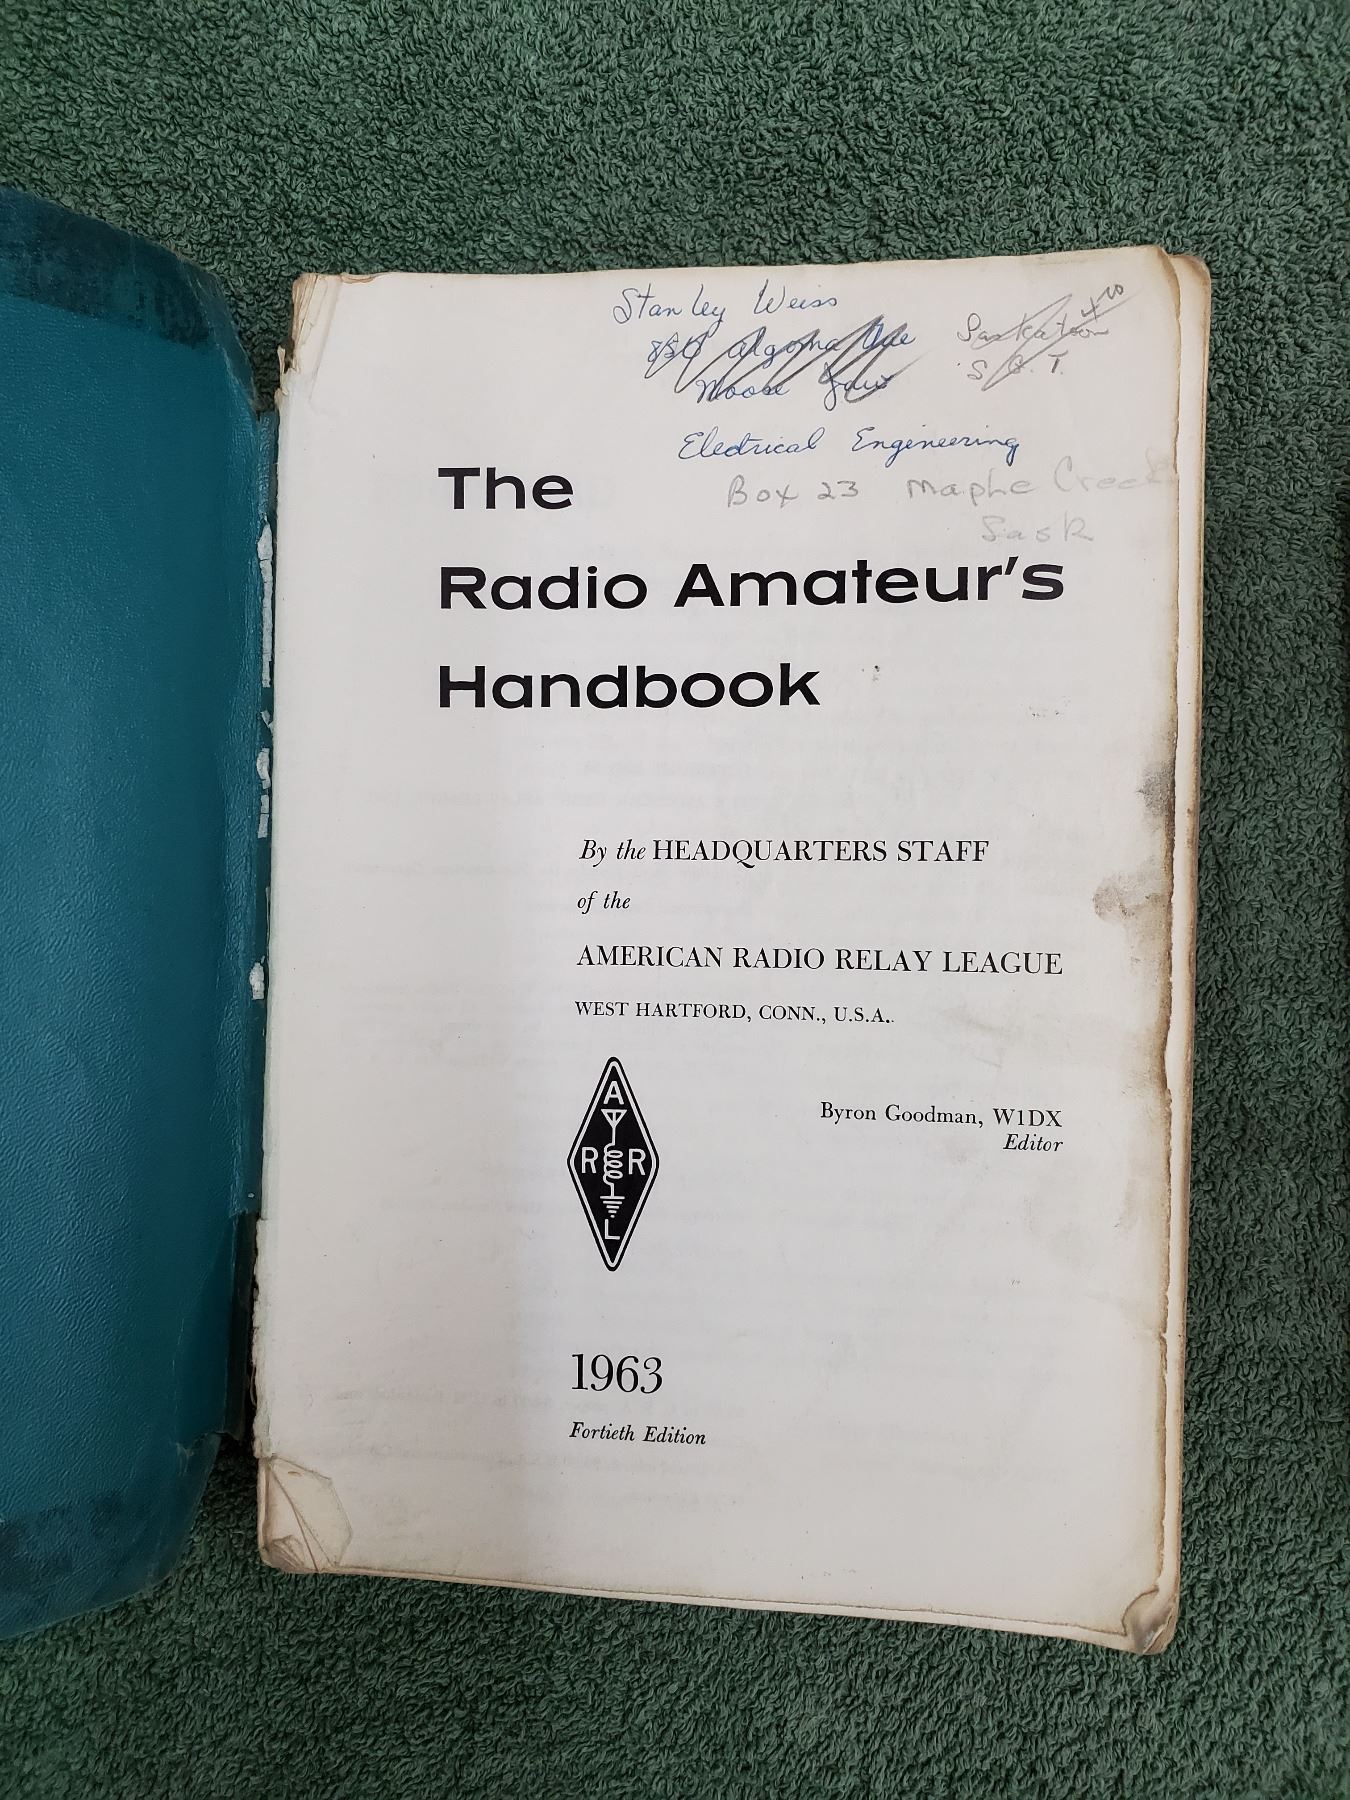 Stanley Weiss
830 Algoma Ave
Moose Jaw
Saskatoon
S. I. T.
Electrical Engineering
Box 23 Maple Creek
Sask
The
Radio Amateur's
Handbook
By the HEADQUARTERS STAFF
of the
AMERICAN RADIO RELAY LEAGUE
WEST HARTFORD, CONN., U.S.A.
Byron Goodman, W1DX
Editor
A
R R
L
1963
Fortieth Edition